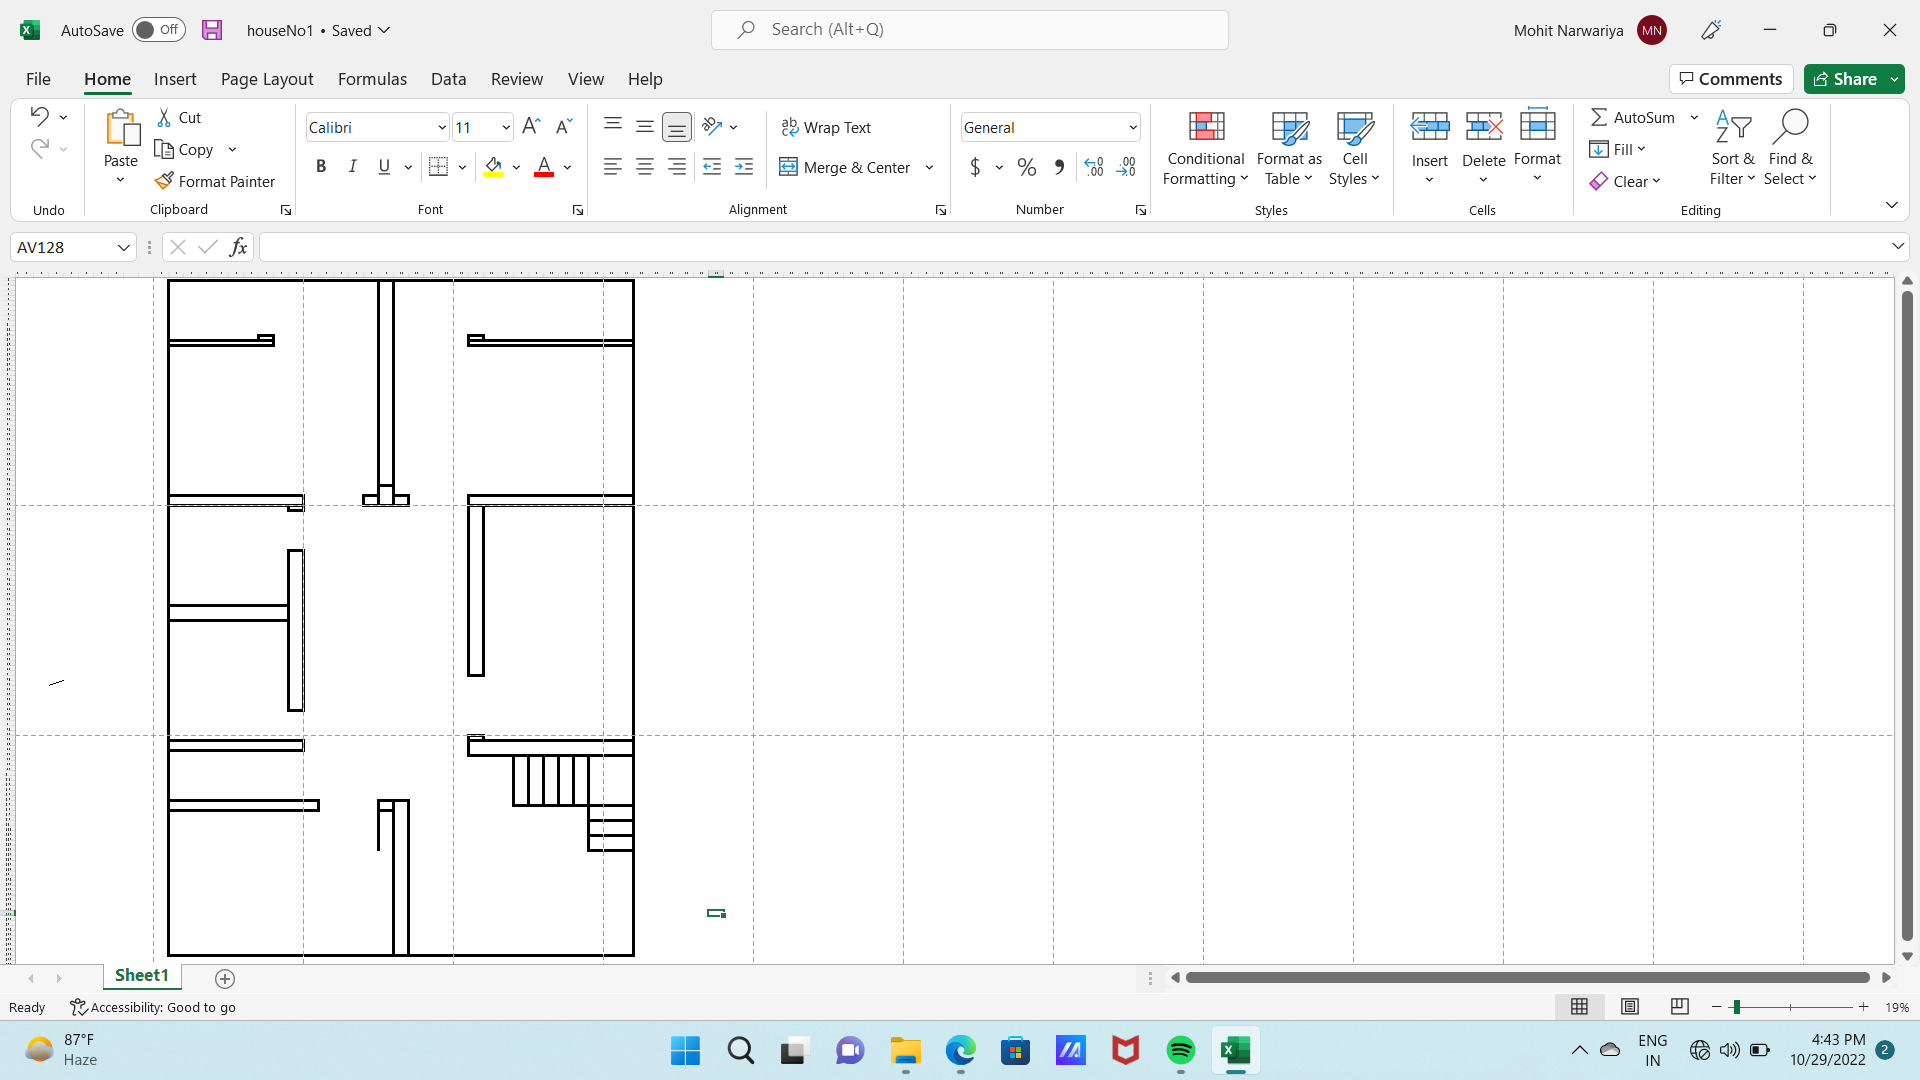 AutoSave Off houseNo1 • Saved Search (Alt+Q) Mohit Narwariya MN
File Home Insert Page Layout Formulas Data Review View Help Comments Share
Paste Cut Copy Format Painter
Calibri 11
B I U A
ab Wrap Text
Merge & Center
General
$ % 9 .00 .00
Conditional Formatting Format as Table Cell Styles
Insert Delete Format
AutoSum Fill Clear
Sort & Filter Find & Select
Undo Clipboard Font Alignment Number Styles Cells Editing
AV128 fx
Sheet1
Ready Accessibility: Good to go 19%
87°F
Haze
ENG
IN
4:43 PM
10/29/2022
2